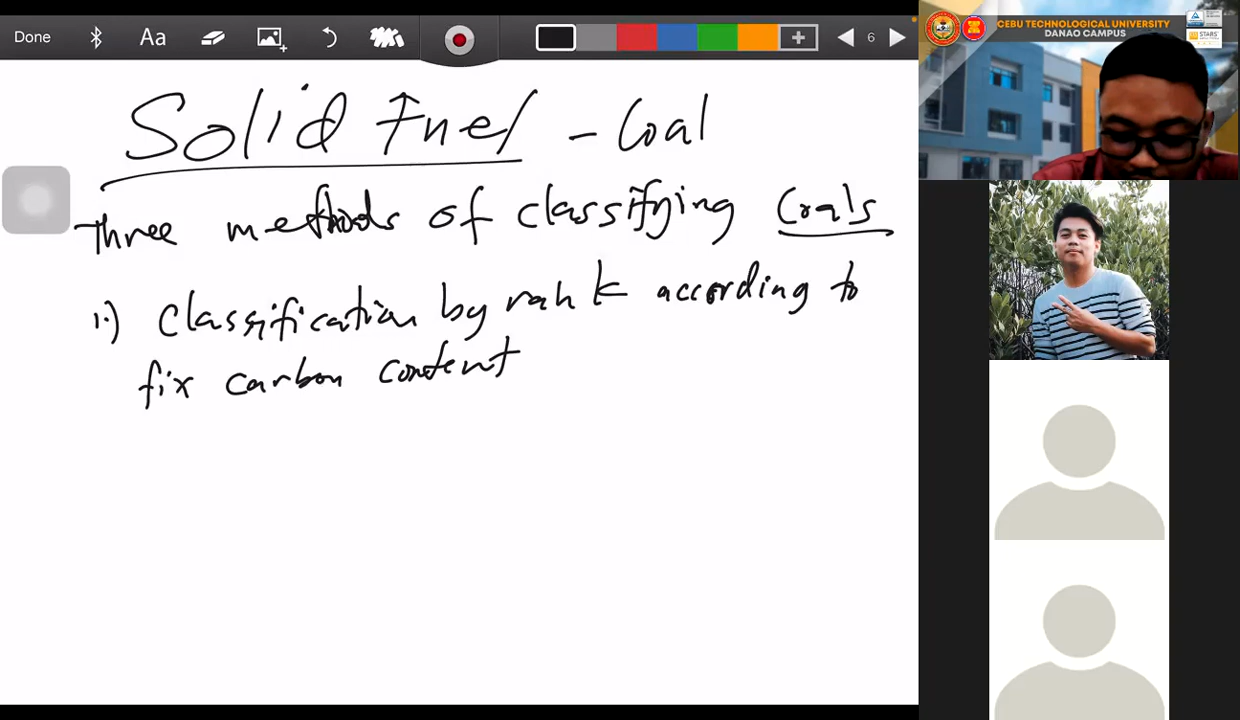 Done
Aa
6
CEBU TECHNOLOGICAL UNIVERSITY
DANAO CAMPUS
STARS
Solid Fuel - Coal
Three methods of classifying Coals
1.) Classification by rank according to
fix carbon content